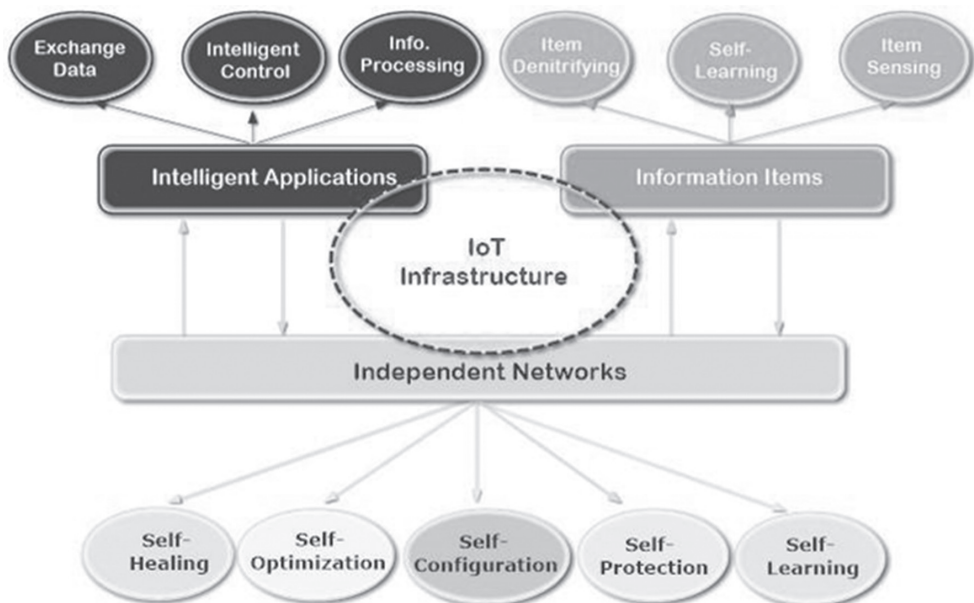 Exchange
Data
Intelligent
Control
Info.
Processing
Item
Denitrifying
Self-
Learning
Item
Sensing
Intelligent Applications
Information Items
IoT
Infrastructure
Independent Networks
Self-
Healing
Self-
Optimization
Self-
Configuration
Self-
Protection
Self-
Learning